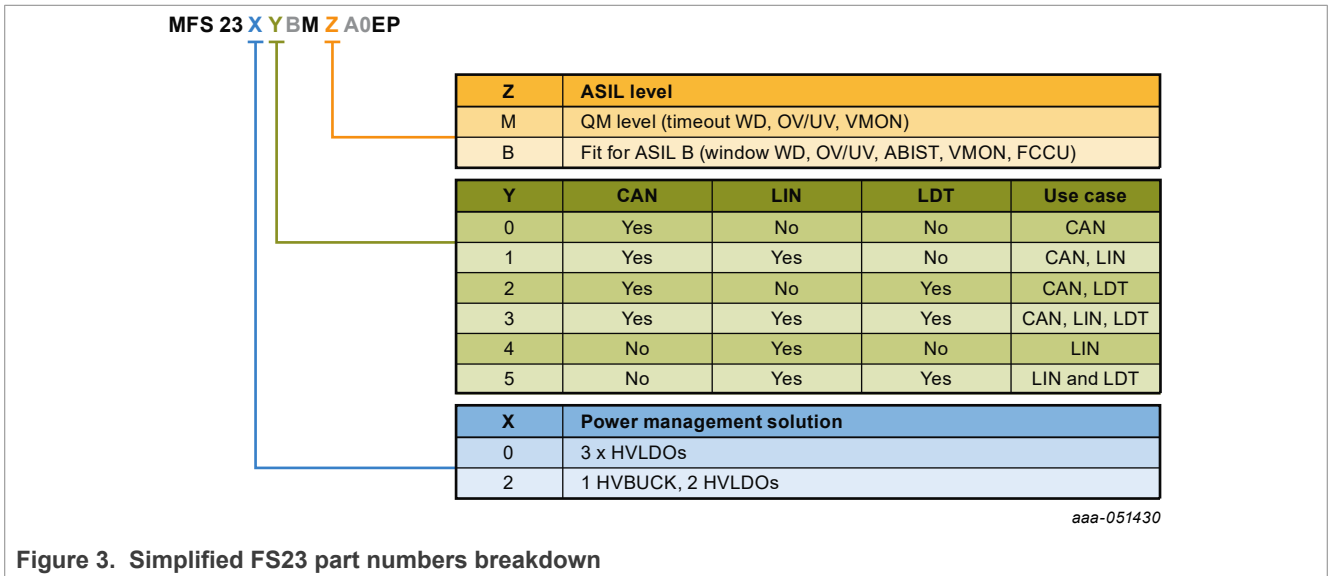 MFS 23 X Y BM Z A0EP
Z ASIL level
M QM level (timeout WD, OV/UV, VMON)
B Fit for ASIL B (window WD, OV/UV, ABIST, VMON, FCCU)
Y CAN LIN LDT Use case
0 Yes No No CAN
1 Yes Yes No CAN, LIN
2 Yes No Yes CAN, LDT
3 Yes Yes Yes CAN, LIN, LDT
4 No Yes No LIN
5 No Yes Yes LIN and LDT
X Power management solution
0 3 x HVLDOs
2 1 HVBUCK, 2 HVLDOs
aaa-051430
Figure 3. Simplified FS23 part numbers breakdown